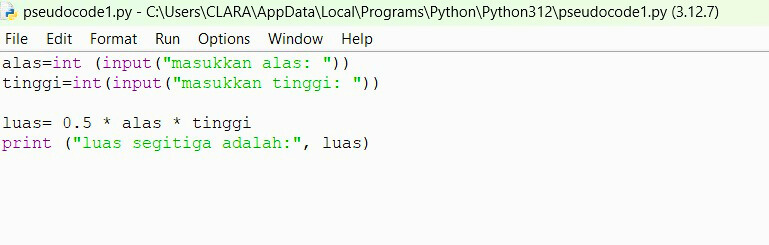 pseudocode1.py - C:\Users\CLARA\AppData\Local\Programs\Python\Python312\pseudocode1.py (3.12.7)
File Edit Format Run Options Window Help
alas=int (input("masukkan alas: "))
tinggi=int(input("masukkan tinggi: "))
luas= 0.5 * alas * tinggi
print ("luas segitiga adalah:", luas)